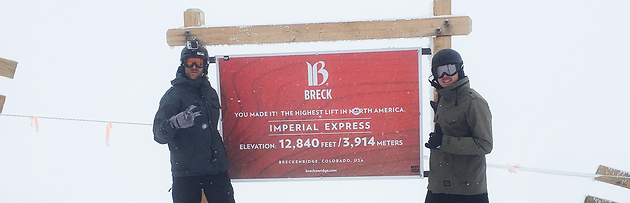 B
BRECK
YOU MADE IT! THE HIGHEST LIFT IN NORTH AMERICA.
IMPERIAL EXPRESS
ELEVATION: 12,840 FEET/3,914 METERS
BRECKENRIDGE, COLORADO, USA
breckenridge.com